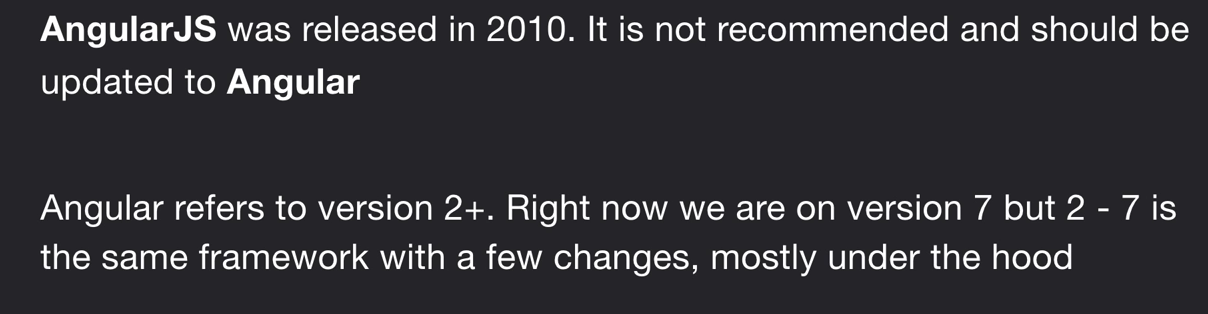 AngularJS was released in 2010. It is not recommended and should be
updated to Angular
Angular refers to version 2+. Right now we are on version 7 but 2 - 7 is
the same framework with a few changes, mostly under the hood